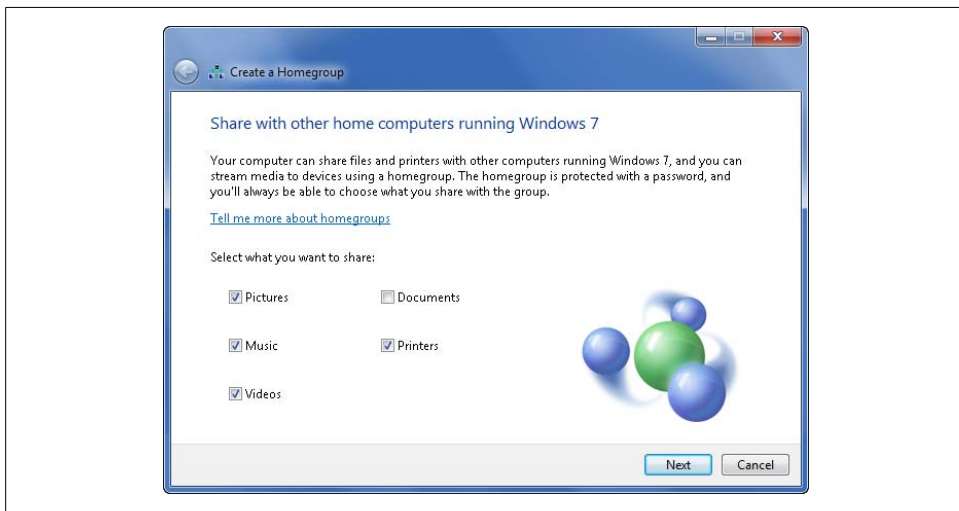 Create a Homegroup
Share with other home computers running Windows 7
Your computer can share files and printers with other computers running Windows 7, and you can
stream media to devices using a homegroup. The homegroup is protected with a password, and
you'll always be able to choose what you share with the group.
Tell me more about homegroups
Select what you want to share:
Pictures
Documents
Music
Printers
Videos
Next
Cancel